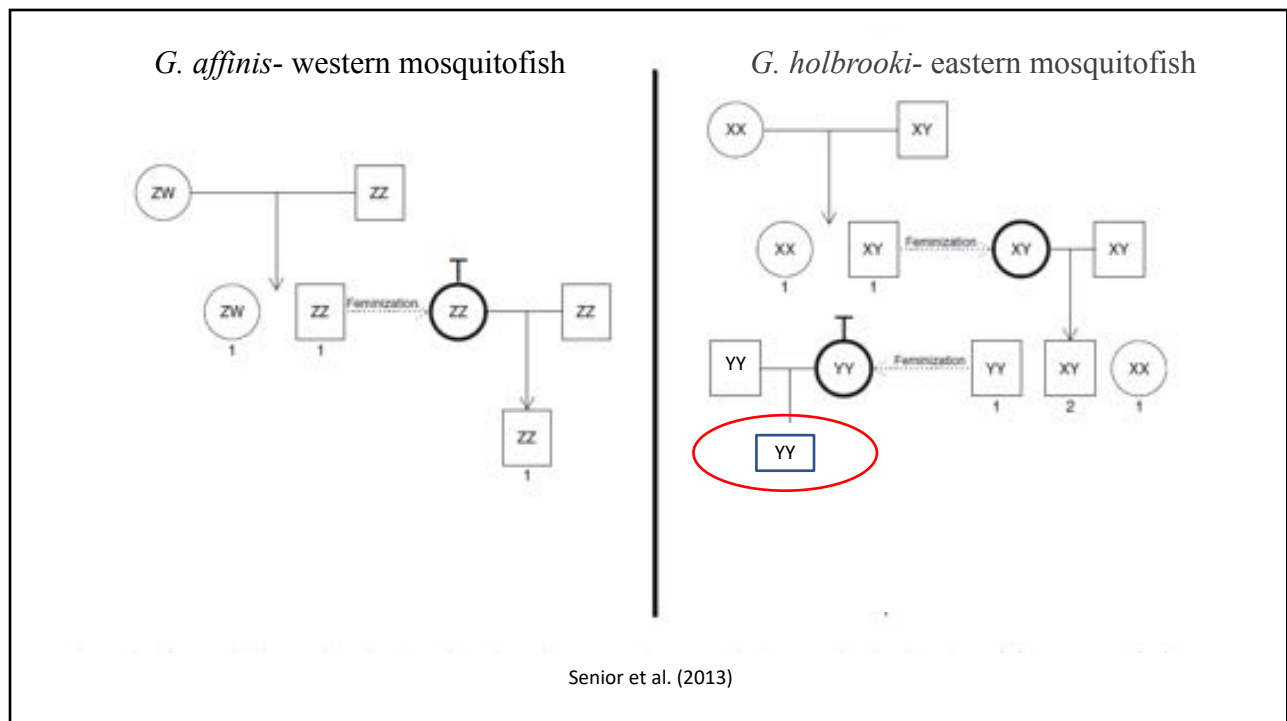 G. affinis- western mosquitofish
ZW
ZZ
ZW
1
ZZ
1
Feminization
ZZ
ZZ
ZZ
1
G. holbrooki- eastern mosquitofish
XX
XY
XX
1
XY
1
Feminization
XY
XY
YY
YY
Feminization
YY
1
XY
2
XX
1
YY
Senior et al. (2013)